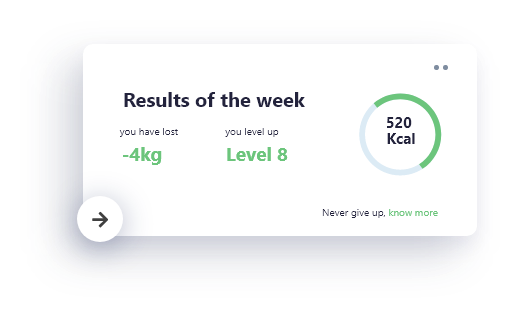 Results of the week
you have lost
-4kg
you level up
Level 8
520
Kcal
Never give up, know more